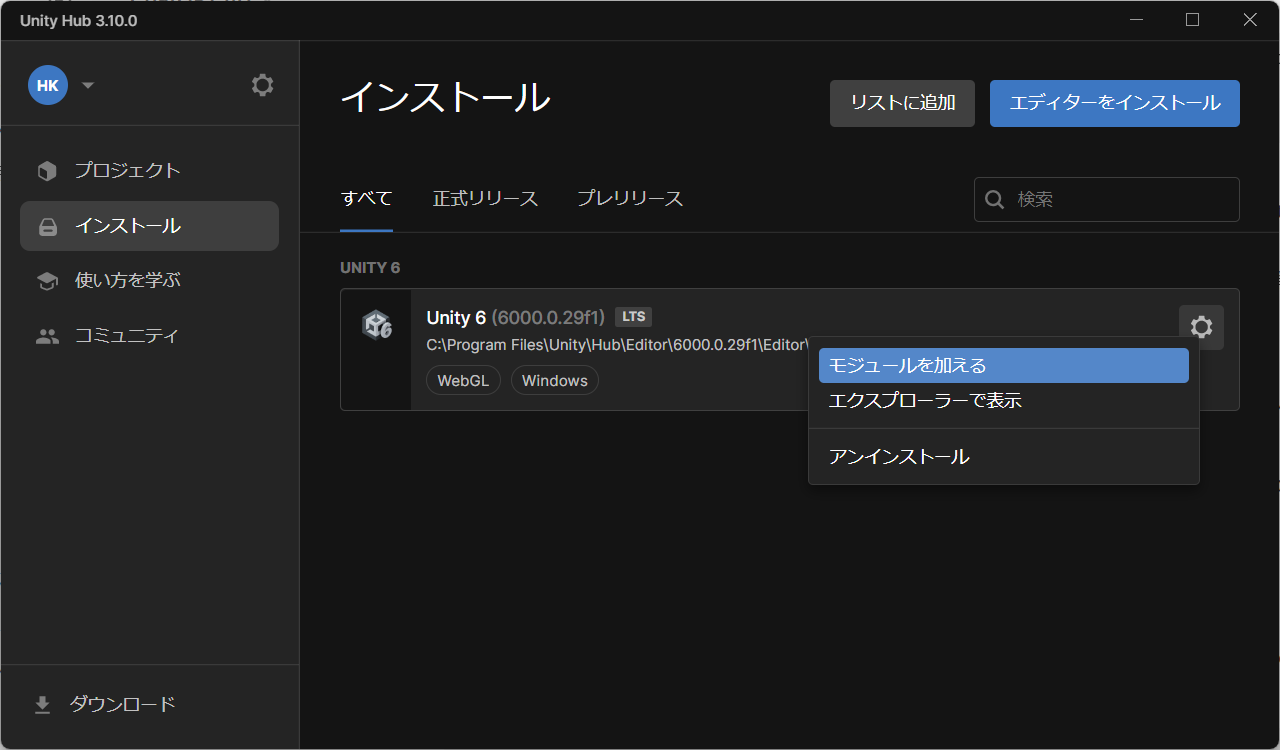 Unity Hub 3.10.0
HK
プロジェクト
インストール
使い方を学ぶ
コミュニティ
ダウンロード
インストール
リストに追加
エディターをインストール
すべて
正式リリース
プレリリース
検索
UNITY 6
Unity 6 (6000.0.29f1) LTS
C:\Program Files\Unity\Hub\Editor\6000.0.29f1\Editor\
WebGL
Windows
モジュールを加える
エクスプローラーで表示
アンインストール